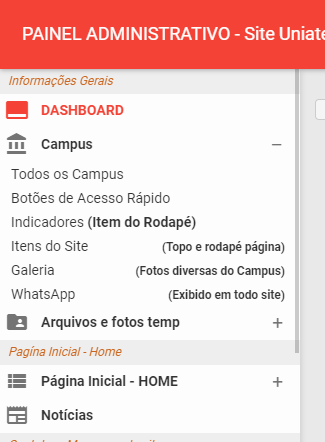 PAINEL ADMINISTRATIVO - Site Uniate
Informações Gerais
DASHBOARD
Campus
Todos os Campus
Botões de Acesso Rápido
Indicadores (Item do Rodapé)
Itens do Site (Topo e rodapé página)
Galeria (Fotos diversas do Campus)
WhatsApp (Exibido em todo site)
Arquivos e fotos temp
Pagína Inicial - Home
Página Inicial - HOME
Notícias